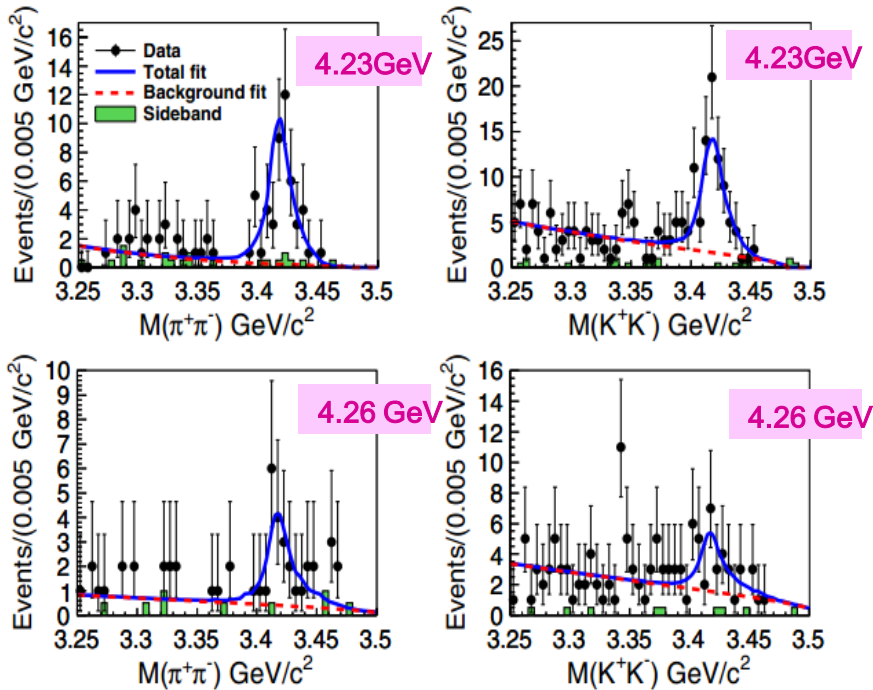 4.23GeV
Data
Total fit
Background fit
Sideband
Events/(0.005 GeV/c²)
16
14
12
10
8
6
4
2
0
3.25 3.3 3.35 3.4 3.45 3.5
M(π⁺π⁻) GeV/c²
4.23GeV
Events/(0.005 GeV/c²)
25
20
15
10
5
0
3.25 3.3 3.35 3.4 3.45 3.5
M(K⁺K⁻) GeV/c²
4.26 GeV
Events/(0.005 GeV/c²)
10
9
8
7
6
5
4
3
2
1
0
3.25 3.3 3.35 3.4 3.45 3.5
M(π⁺π⁻) GeV/c²
4.26 GeV
Events/(0.005 GeV/c²)
16
14
12
10
8
6
4
2
0
3.25 3.3 3.35 3.4 3.45 3.5
M(K⁺K⁻) GeV/c²